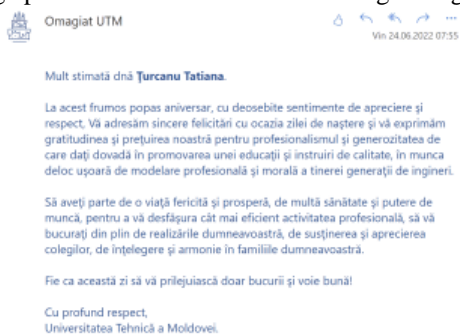 Omagiat UTM
Vin 24.06.2022 07:55
Mult stimată dnă Țurcanu Tatiana.
La acest frumos popas aniversar, cu deosebite sentimente de apreciere și
respect, Vă adresăm sincere felicitări cu ocazia zilei de naștere și vă exprimăm
gratitudinea și prețuirea noastră pentru profesionalismul și generozitatea de
care dați dovadă în promovarea unei educații și instruiri de calitate, în munca
deloc ușoară de modelare profesională și morală a tinerei generații de ingineri.
Să aveți parte de o viață fericită și prosperă, de multă sănătate și putere de
muncă, pentru a vă desfășura cât mai eficient activitatea profesională, să vă
bucurați din plin de realizările dumneavoastră, de susținerea și aprecierea
colegilor, de înțelegere și armonie în familiile dumneavoastră.
Fie ca această zi să vă prilejuiască doar bucurii și voie bună!
Cu profund respect,
Universitatea Tehnică a Moldovei.